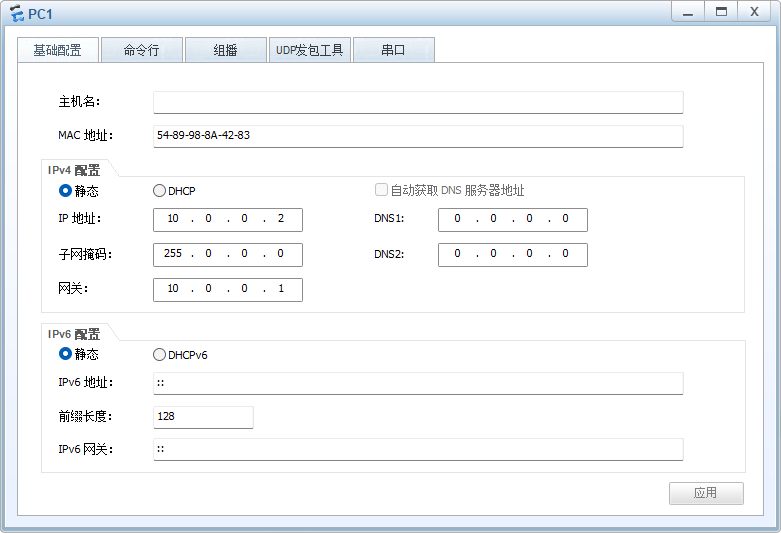 PC1
基础配置 命令行 组播 UDP发包工具 串口
主机名：
MAC 地址： 54-89-98-8A-42-83
IPv4 配置
静态 DHCP 自动获取 DNS 服务器地址
IP 地址： 10 . 0 . 0 . 2 DNS1: 0 . 0 . 0 . 0
子网掩码： 255 . 0 . 0 . 0 DNS2: 0 . 0 . 0 . 0
网关： 10 . 0 . 0 . 1
IPv6 配置
静态 DHCPv6
IPv6 地址： ::
前缀长度： 128
IPv6 网关： ::
应用